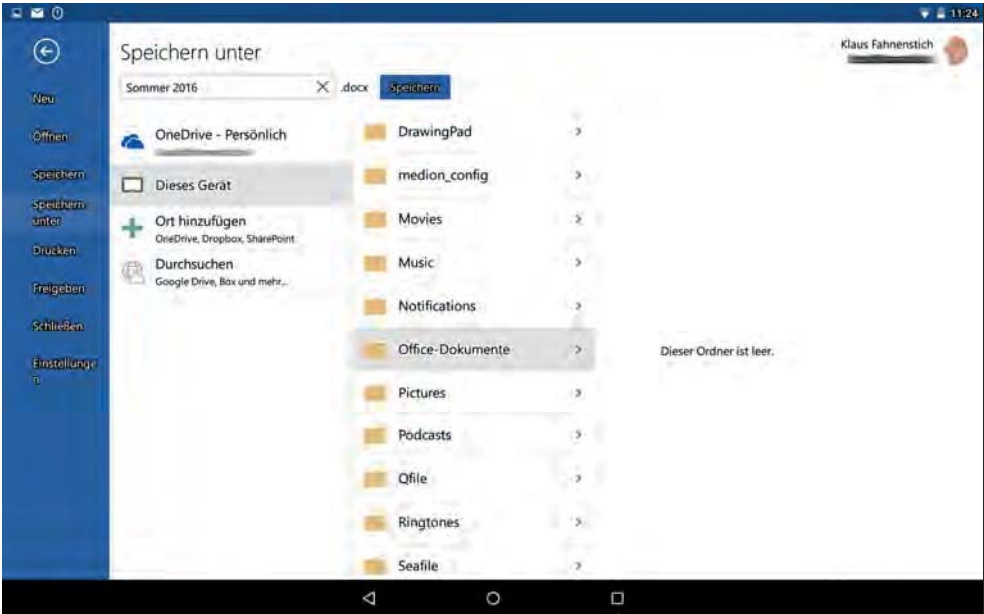 11:24
Speichern unter
Klaus Fahnenstich
Sommer 2016
.docx
Speichern
Neu
Öffnen
Speichern
Speichern
unter
Drucken
Freigeben
Schließen
Einstellunge
n
OneDrive - Persönlich
Dieses Gerät
Ort hinzufügen
OneDrive, Dropbox, SharePoint
Durchsuchen
Google Drive, Box und mehr...
DrawingPad
medion_config
Movies
Music
Notifications
Office-Dokumente
Pictures
Podcasts
Qfile
Ringtones
Seafile
Dieser Ordner ist leer.